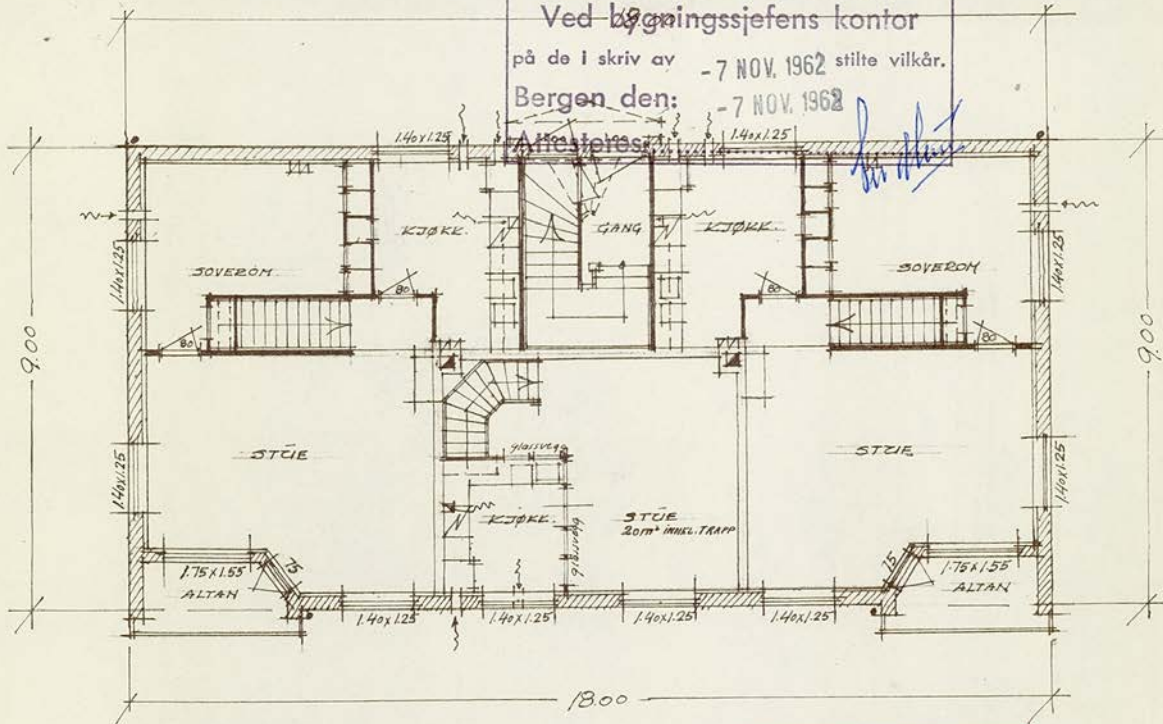 Ved bygningssjefens kontor
18.00
på de i skriv av -7 NOV. 1962 stilte vilkår.
Bergen den: -7 NOV. 1962
Attesteres:
1.40x1.25
1.40x1.25
KJØKK.
GANG
KJØKK.
SOVEROM
SOVEROM
1.40x1.25
1.40x1.25
80
80
80
80
9.00
9.00
STUE
STUE
glassvegg
1.40x1.25
1.40x1.25
KJØKK.
glassvegg
STUE
20m² INKL. TRAPP
1.75x1.55
75
75
1.75x1.55
ALTAN
ALTAN
1.40x1.25
1.40x1.25
1.40x1.25
1.40x1.25
18.00